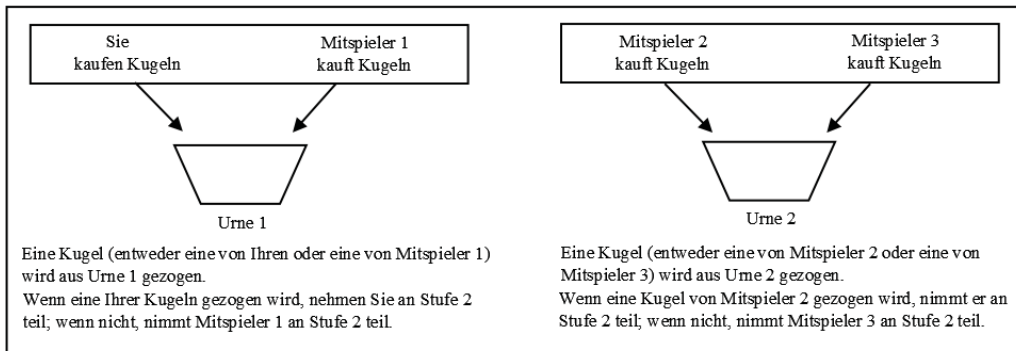 Sie
kaufen Kugeln
Mitspieler 1
kauft Kugeln
Urne 1
Eine Kugel (entweder eine von Ihren oder eine von Mitspieler 1)
wird aus Urne 1 gezogen.
Wenn eine Ihrer Kugeln gezogen wird, nehmen Sie an Stufe 2
teil; wenn nicht, nimmt Mitspieler 1 an Stufe 2 teil.
Mitspieler 2
kauft Kugeln
Mitspieler 3
kauft Kugeln
Urne 2
Eine Kugel (entweder eine von Mitspieler 2 oder eine von
Mitspieler 3) wird aus Urne 2 gezogen.
Wenn eine Kugel von Mitspieler 2 gezogen wird, nimmt er an
Stufe 2 teil; wenn nicht, nimmt Mitspieler 3 an Stufe 2 teil.